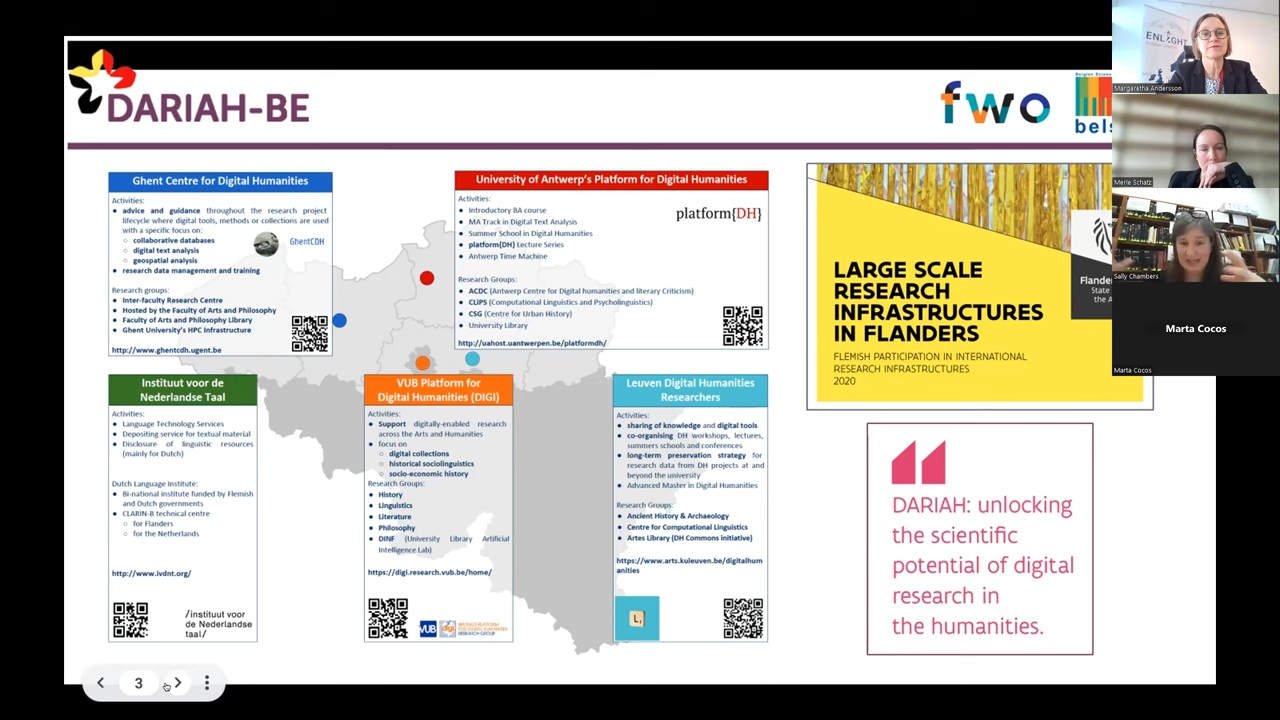 DARIAH-BE
fwo
bels
Ghent Centre for Digital Humanities
Activities:
advice and guidance throughout the research project
lifecycle where digital tools, methods or collections are used
with a specific focus on:
collaborative databases
digital text analysis
geospatial analysis
research data management and training
GhentCDH
Research groups:
Inter-faculty Research Centre
Hosted by the Faculty of Arts and Philosophy
Faculty of Arts and Philosophy Library
Ghent University's HPC Infrastructure
http://www.ghentcdh.ugent.be
University of Antwerp's Platform for Digital Humanities
Activities:
Introductory BA course
MA Track in Digital Text Analysis
Summer School in Digital Humanities
platform{DH} Lecture Series
Antwerp Time Machine
platform{DH}
Research Groups:
ACDC (Antwerp Centre for Digital humanities and literary Criticism)
CLiPS (Computational Linguistics and Psycholinguistics)
CSG (Centre for Urban History)
University Library
http://uahost.uantwerpen.be/platformdh/
Instituut voor de
Nederlandse Taal
Activities:
Language Technology Services
Depositing service for textual material
Disclosure of linguistic resources
(mainly for Dutch)
Dutch Language Institute:
Bi-national institute funded by Flemish
and Dutch governments
CLARIN-B technical centre
for Flanders
for the Netherlands
http://www.ivdnt.org/
/instituut voor
de Nederlandse
taal/
VUB Platform for
Digital Humanities (DIGI)
Activities:
Support digitally-enabled research
across the Arts and Humanities
focus on
digital collections
historical sociolinguistics
socio-economic history
Research Groups:
History
Linguistics
Literature
Philosophy
DINF (University Library Artificial
Intelligence Lab)
https://digi.research.vub.be/home/
VUB
digi
Leuven Digital Humanities
Researchers
Activities:
sharing of knowledge and digital tools
co-organising DH workshops, lectures,
summers schools and conferences
long-term preservation strategy for
research data from DH projects at and
beyond the university
Advanced Master in Digital Humanities
Research Groups:
Ancient History & Archaeology
Centre for Computational Linguistics
Artes Library (DH Commons initiative)
https://www.arts.kuleuven.be/digitalhum
anities
L
LARGE SCALE
RESEARCH
INFRASTRUCTURES
IN FLANDERS
FLEMISH PARTICIPATION IN INTERNATIONAL
RESEARCH INFRASTRUCTURES
2020
Flander
State
the A
DARIAH: unlocking
the scientific
potential of digital
research in
the humanities.
3
ENLIGHT
Margaretha Andersson
Merle Schatz
Sally Chambers
Marta Cocos
Marta Cocos